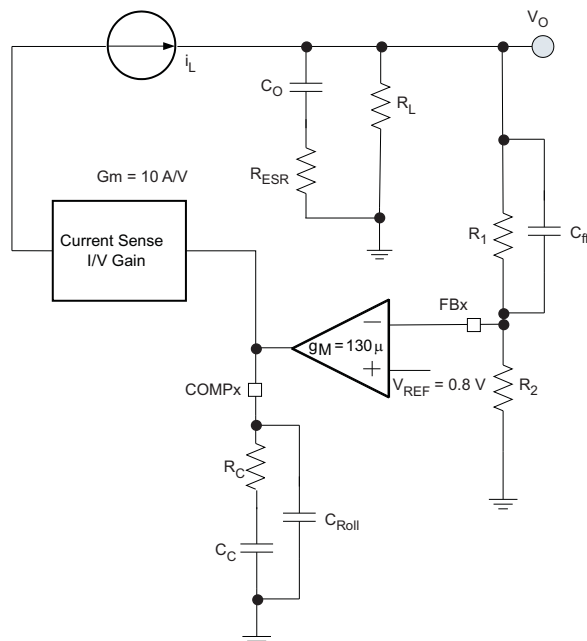 V_O
i_L
C_O
R_L
R_ESR
Gm = 10 A/V
Current Sense
I/V Gain
R_1
C_ff
FBx
g_M = 130 µ
V_REF = 0.8 V
R_2
COMPx
R_C
C_Roll
C_C